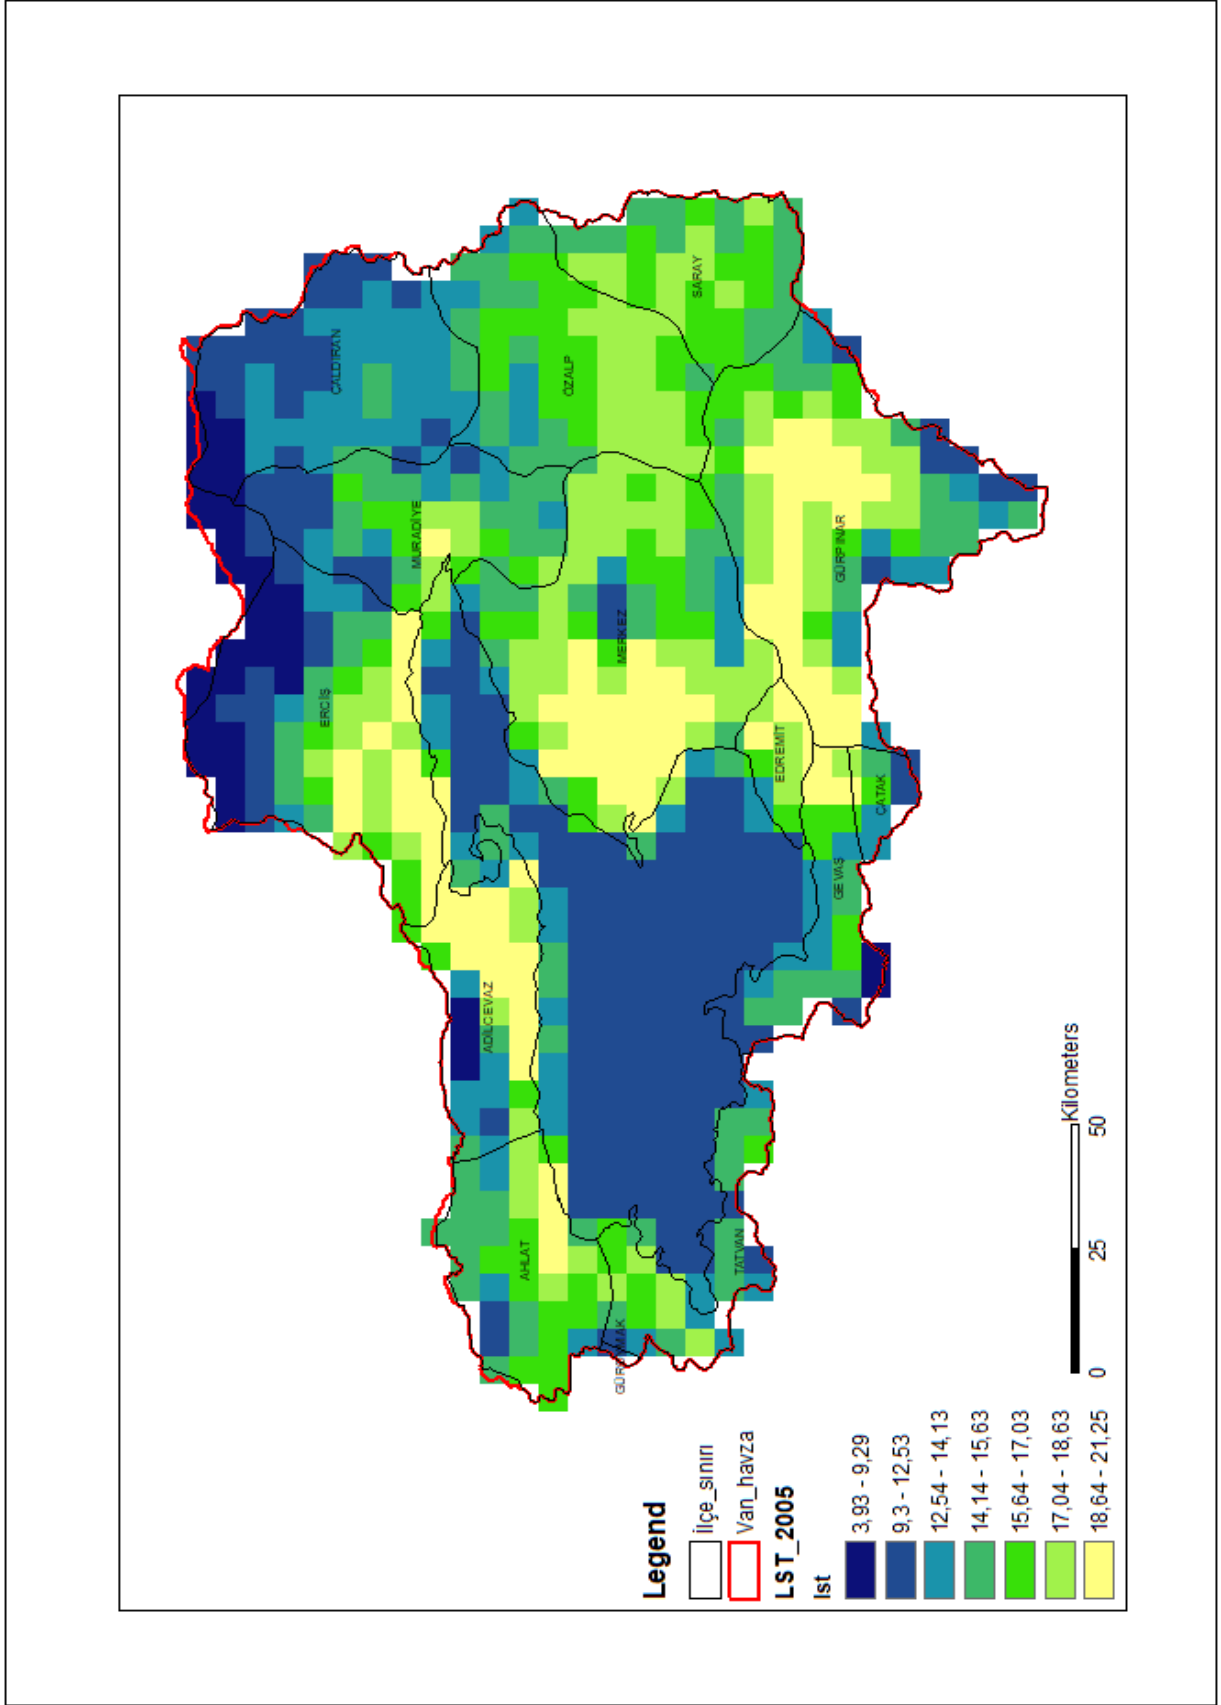 ERCİŞ
ÇALDIRAN
MURADİYE
ADİLCEVAZ
AHLAT
ÖZALP
GÜROYMAK
MERKEZ
SARAY
TATVAN
EDREMİT
GEVAŞ
GÜRPINAR
ÇATAK
Legend
İlçe_sınırı
Van_havza
LST_2005
lst
3,93 - 9,29
9,3 - 12,53
12,54 - 14,13
14,14 - 15,63
15,64 - 17,03
17,04 - 18,63
18,64 - 21,25
Kilometers
0 25 50